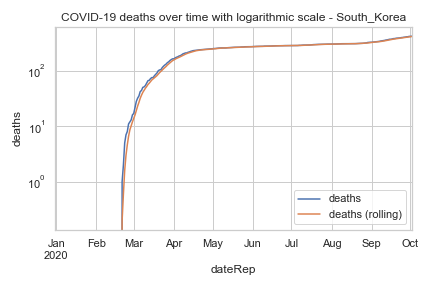 COVID-19 deaths over time with logarithmic scale - South_Korea
deaths
10²
10¹
10⁰
deaths
deaths (rolling)
Jan Feb Mar Apr May Jun Jul Aug Sep Oct
2020
dateRep